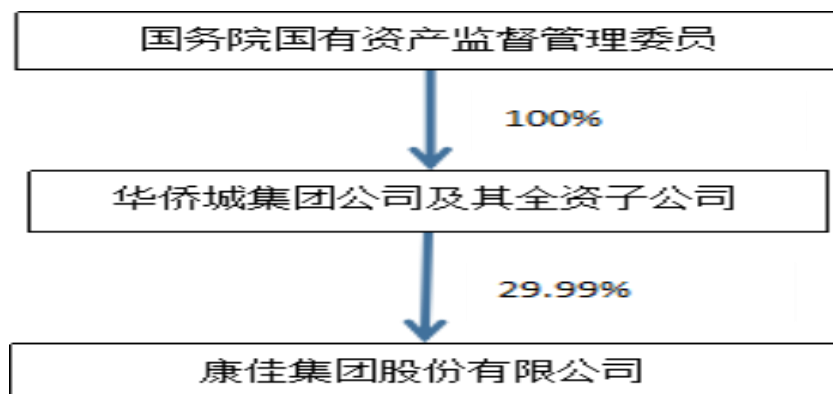 国务院国有资产监督管理委员
100%
华侨城集团公司及其全资子公司
29.99%
康佳集团股份有限公司